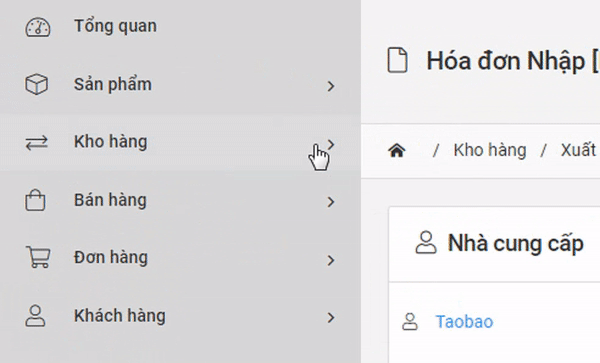 Tổng quan
Sản phẩm
Kho hàng
Bán hàng
Đơn hàng
Khách hàng
Hóa đơn Nhập [
/ Kho hàng / Xuất
Nhà cung cấp
Taobao